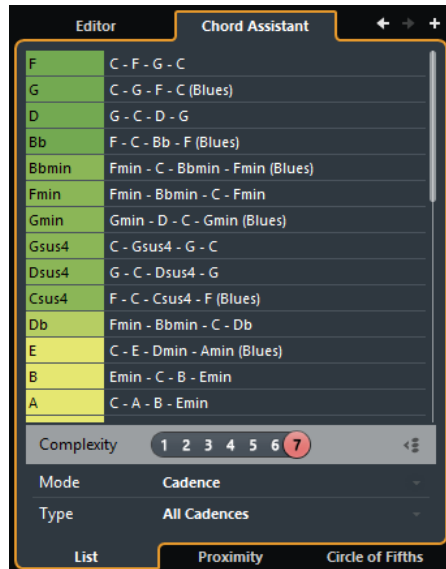 Editor Chord Assistant
F C - F - G - C
G C - G - F - C (Blues)
D G - C - D - G
Bb F - C - Bb - F (Blues)
Bbmin Fmin - C - Bbmin - Fmin (Blues)
Fmin Fmin - Bbmin - C - Fmin
Gmin Gmin - D - C - Gmin (Blues)
Gsus4 C - Gsus4 - G - C
Dsus4 G - C - Dsus4 - G
Csus4 F - C - Csus4 - F (Blues)
Db Fmin - Bbmin - C - Db
E C - E - Dmin - Amin (Blues)
B Emin - C - B - Emin
A C - A - B - Emin
Complexity 1 2 3 4 5 6 7
Mode Cadence
Type All Cadences
List Proximity Circle of Fifths